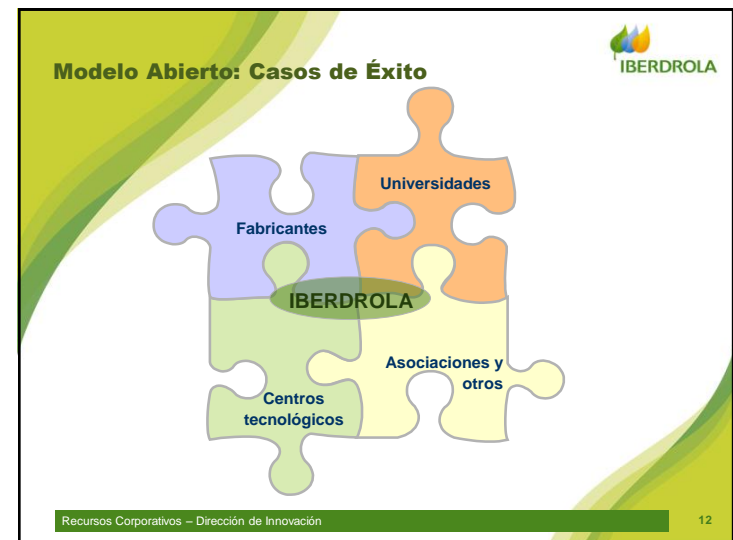 Modelo Abierto: Casos de Éxito
IBERDROLA
Universidades
Fabricantes
IBERDROLA
Asociaciones y
otros
Centros
tecnológicos
Recursos Corporativos – Dirección de Innovación
12